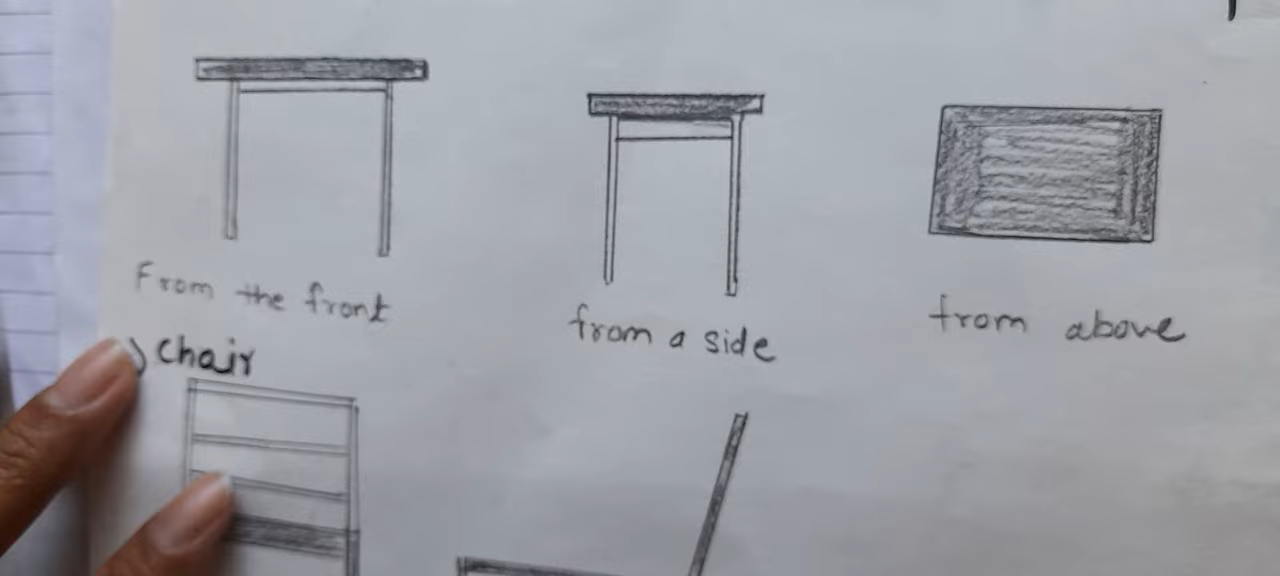 From the front
from a side
from above
) chair